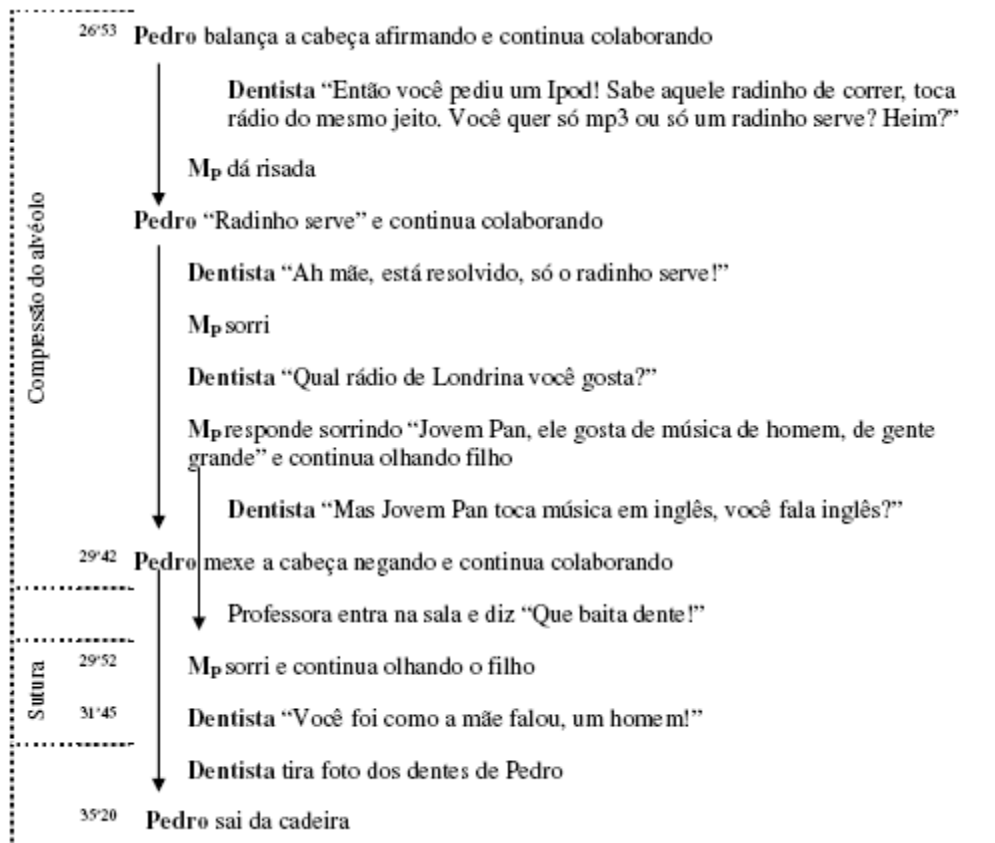 26'53 Pedro balança a cabeça afirmando e continua colaborando
Dentista “Então você pediu um Ipod! Sabe aquele radinho de correr, toca
rádio do mesmo jeito. Você quer só mp3 ou só um radinho serve? Heim?”
MP dá risada
Pedro “Radinho serve” e continua colaborando
Dentista “Ah mãe, está resolvido, só o radinho serve!”
MP sorri
Dentista “Qual rádio de Londrina você gosta?”
MP responde sorrindo “Jovem Pan, ele gosta de música de homem, de gente
grande” e continua olhando filho
Dentista “Mas Jovem Pan toca música em inglês, você fala inglês?”
29'42 Pedro mexe a cabeça negando e continua colaborando
Compressão do alvéolo
Professora entra na sala e diz “Que baita dente!”
29'52 MP sorri e continua olhando o filho
31'45 Dentista “Você foi como a mãe falou, um homem!”
Sutura
Dentista tira foto dos dentes de Pedro
35'20 Pedro sai da cadeira